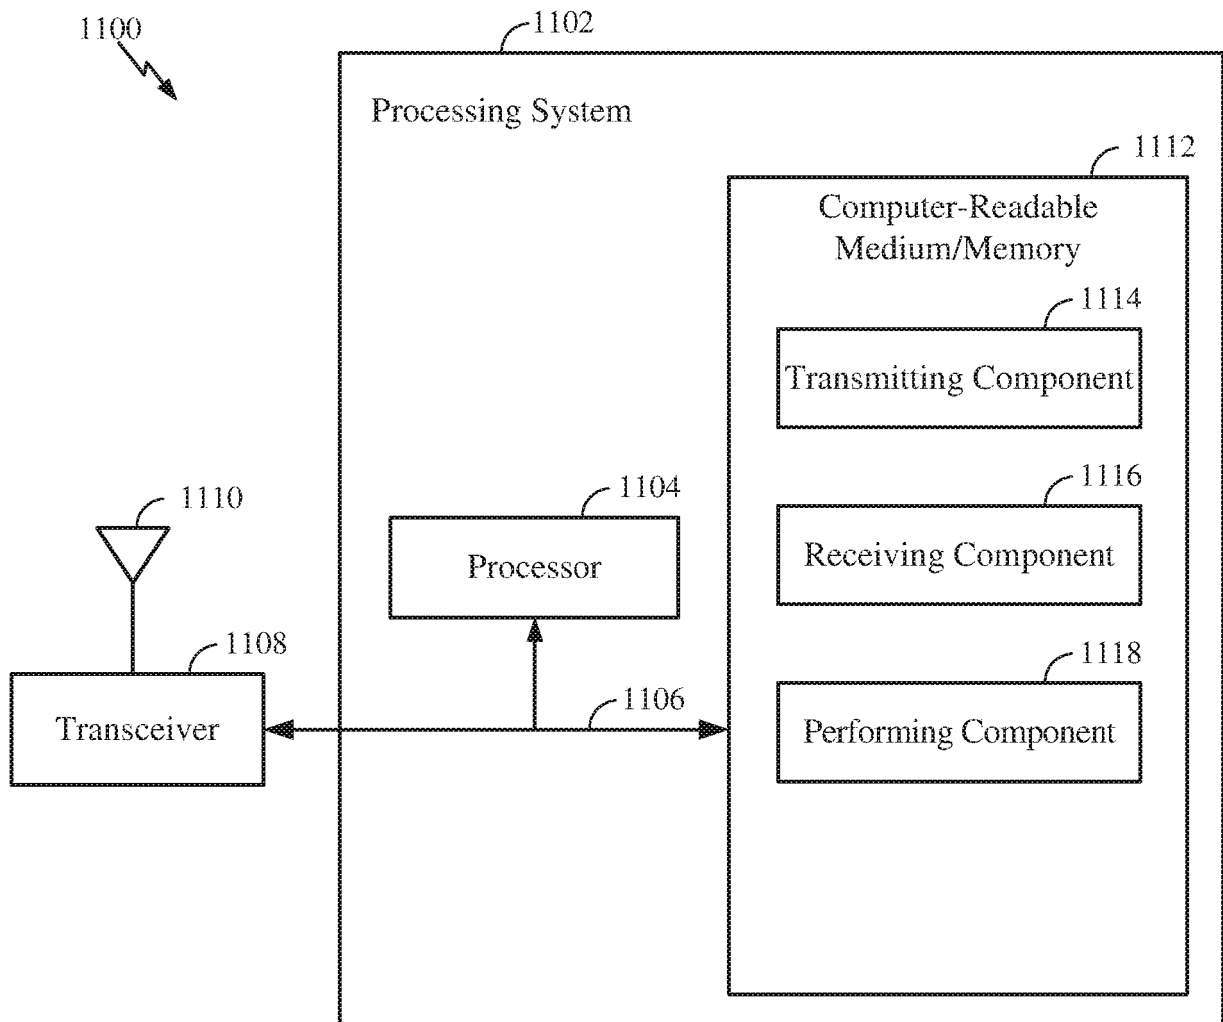 1100
1102
Processing System
1112
Computer-Readable
Medium/Memory
1114
Transmitting Component
1104
Processor
1116
Receiving Component
1110
1108
Transceiver
1106
1118
Performing Component